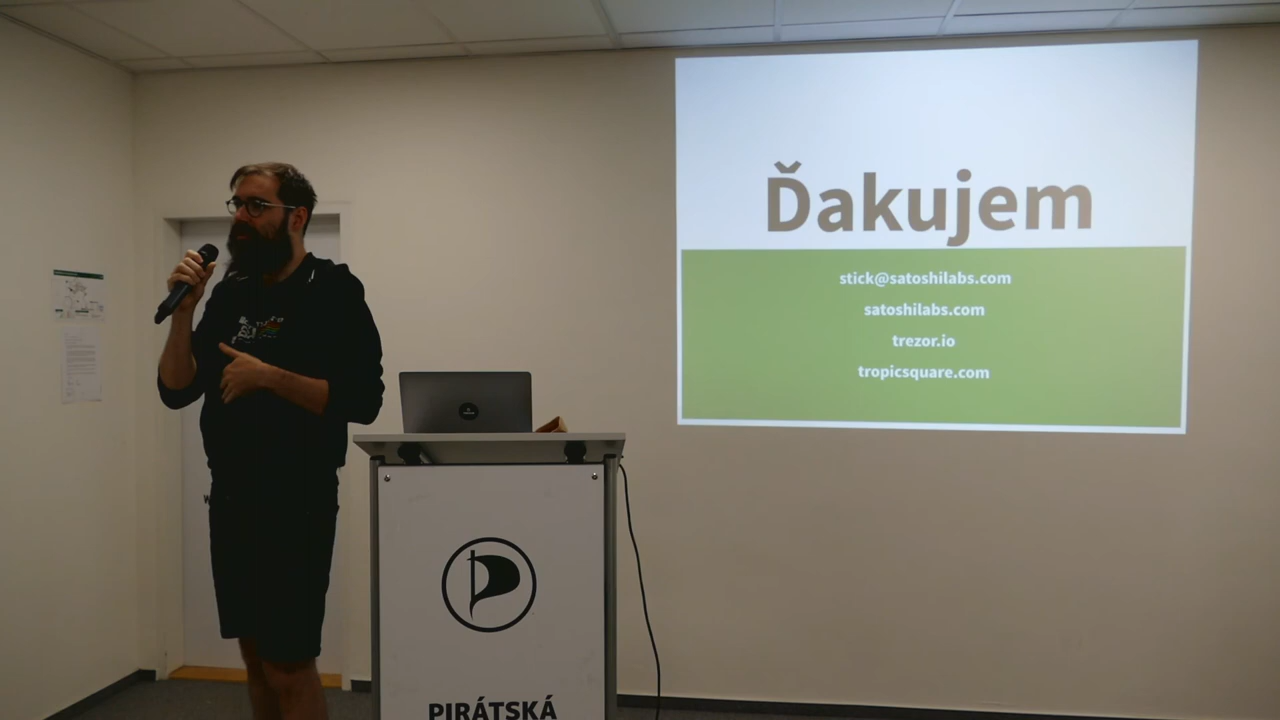 Ďakujem
stick@satoshilabs.com
satoshilabs.com
trezor.io
tropicsquare.com
PIRÁTSKÁ